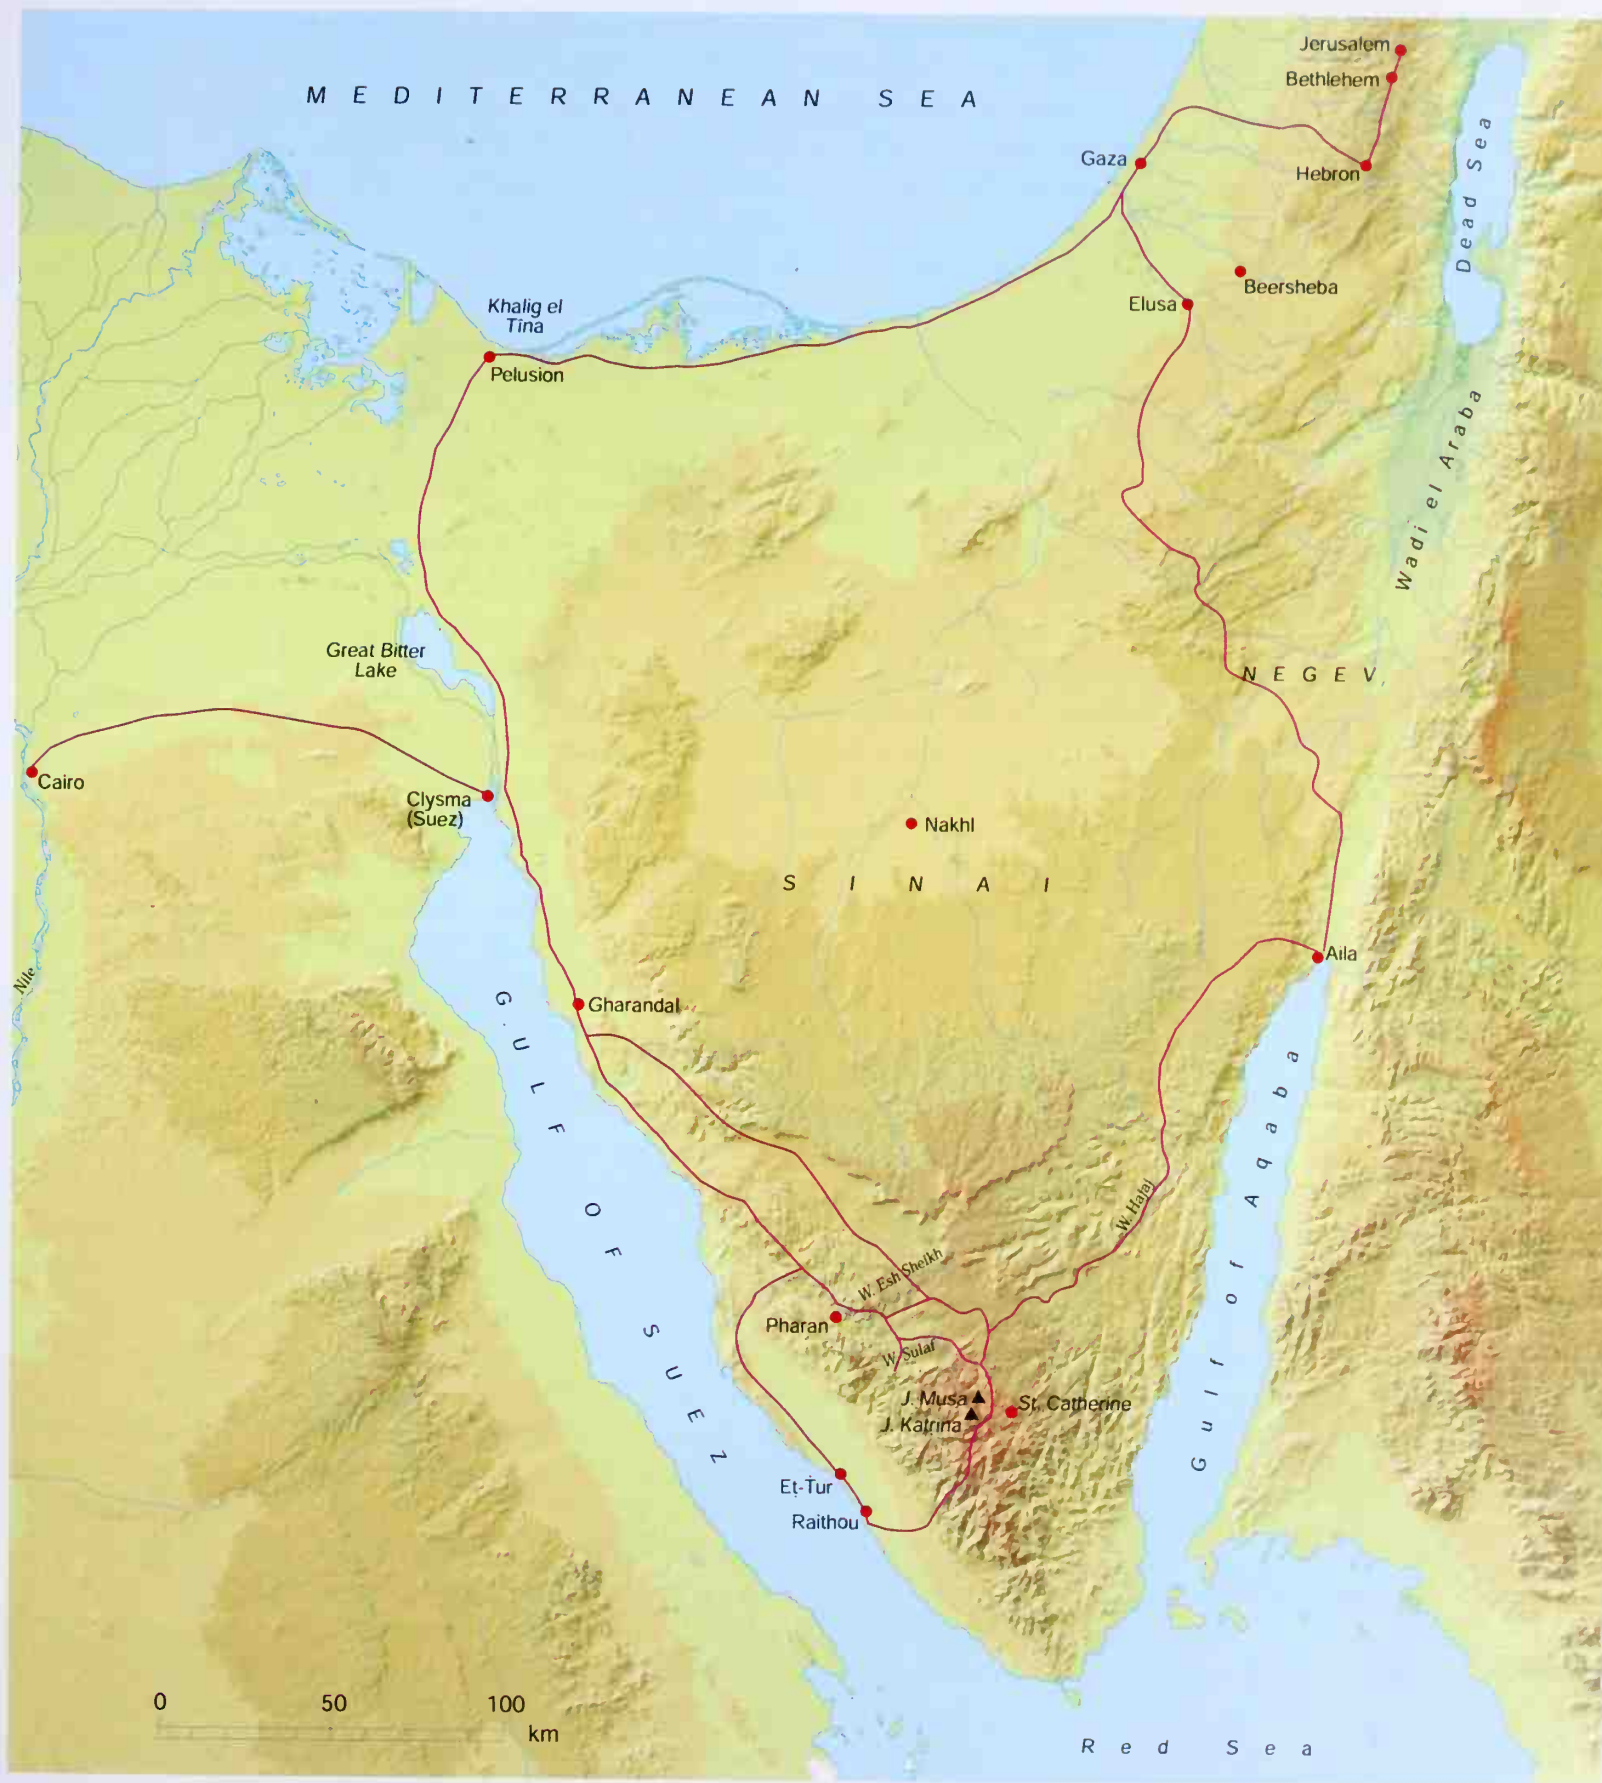 Jerusalem
Bethlehem
MEDITERRANEAN SEA
Dead Sea
Gaza
Hebron
Beersheba
Elusa
Khalig el
Tina
Pelusion
Wadi el Araba
Great Bitter
Lake
NEGEV
Cairo
Clysma
(Suez)
Nakhl
SINAI
Aila
Nile
Gharandal
GULF OF SUEZ
Gulf of Aqaba
W. Hajaj
W. Esh Sheikh
Pharan
W. Sulaf
J. Musa
St. Catherine
J. Katrina
Eṭ-Ṭur
Raithou
0 50 100
km
Red Sea